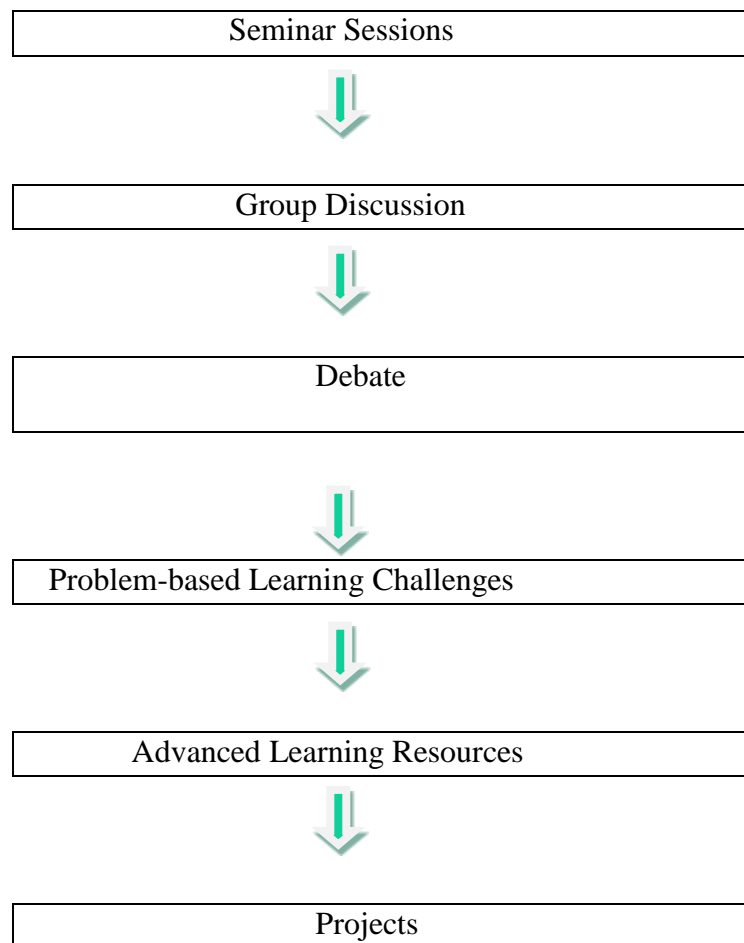 Seminar Sessions
Group Discussion
Debate
Problem-based Learning Challenges
Advanced Learning Resources
Projects